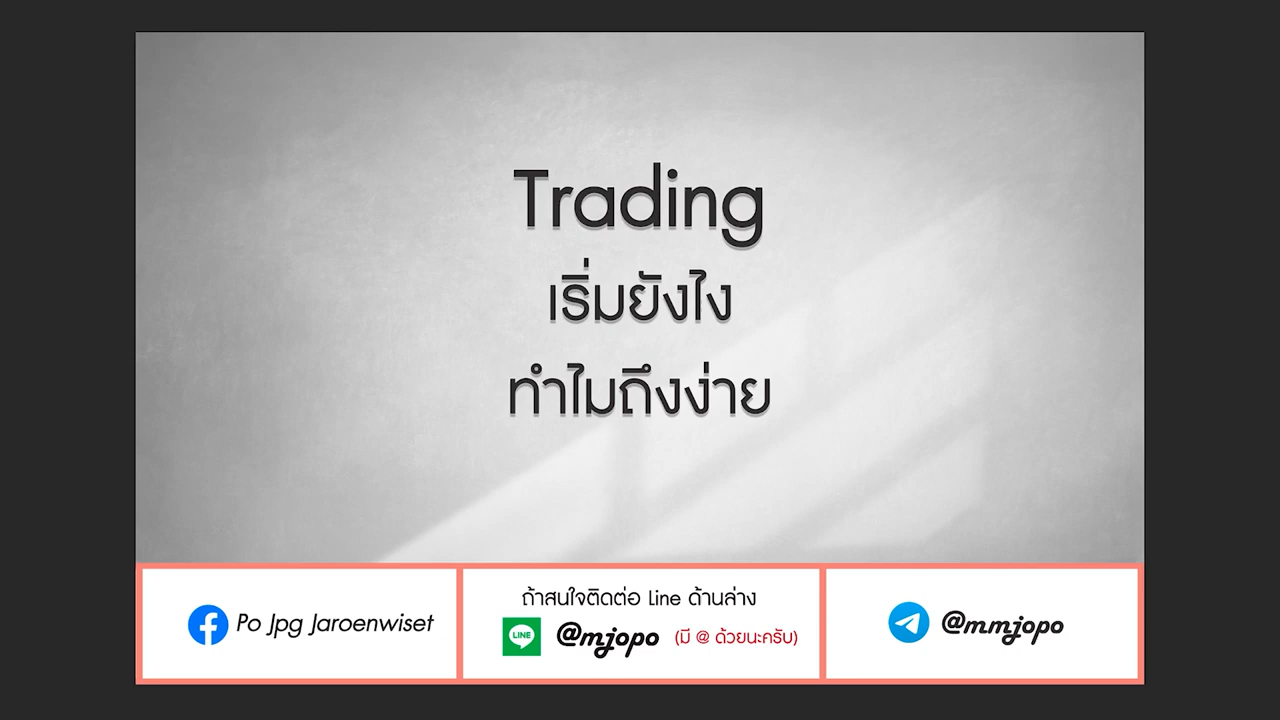 Trading
เริ่มยังไง
ทำไมถึงง่าย
Po Jpg Jaroenwiset
ถ้าสนใจติดต่อ Line ด้านล่าง
LINE @mjopo (มี @ ด้วยนะครับ)
@mmjopo